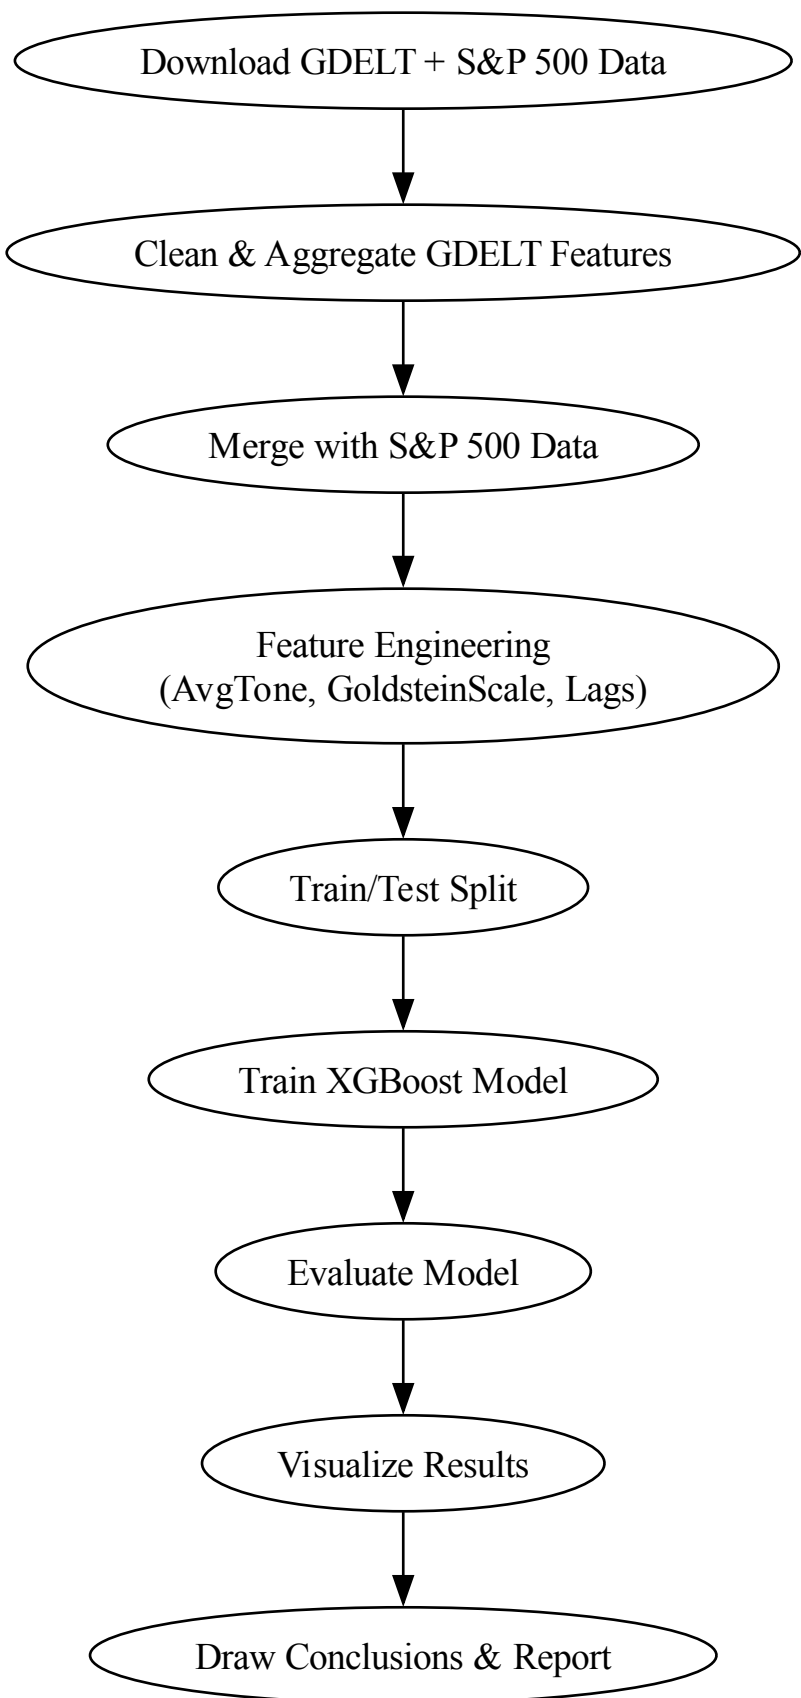 Download GDELT + S&P 500 Data
Clean & Aggregate GDELT Features
Merge with S&P 500 Data
Feature Engineering
(AvgTone, GoldsteinScale, Lags)
Train/Test Split
Train XGBoost Model
Evaluate Model
Visualize Results
Draw Conclusions & Report